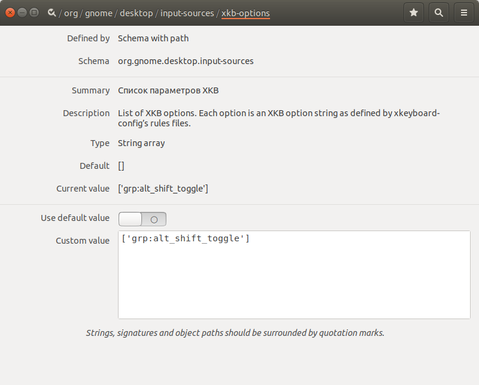 / org / gnome / desktop / input-sources / xkb-options
Defined by Schema with path
Schema org.gnome.desktop.input-sources
Summary Список параметров XKB
Description List of XKB options. Each option is an XKB option string as defined by xkeyboard-
config's rules files.
Type String array
Default []
Current value ['grp:alt_shift_toggle']
Use default value
Custom value ['grp:alt_shift_toggle']
Strings, signatures and object paths should be surrounded by quotation marks.